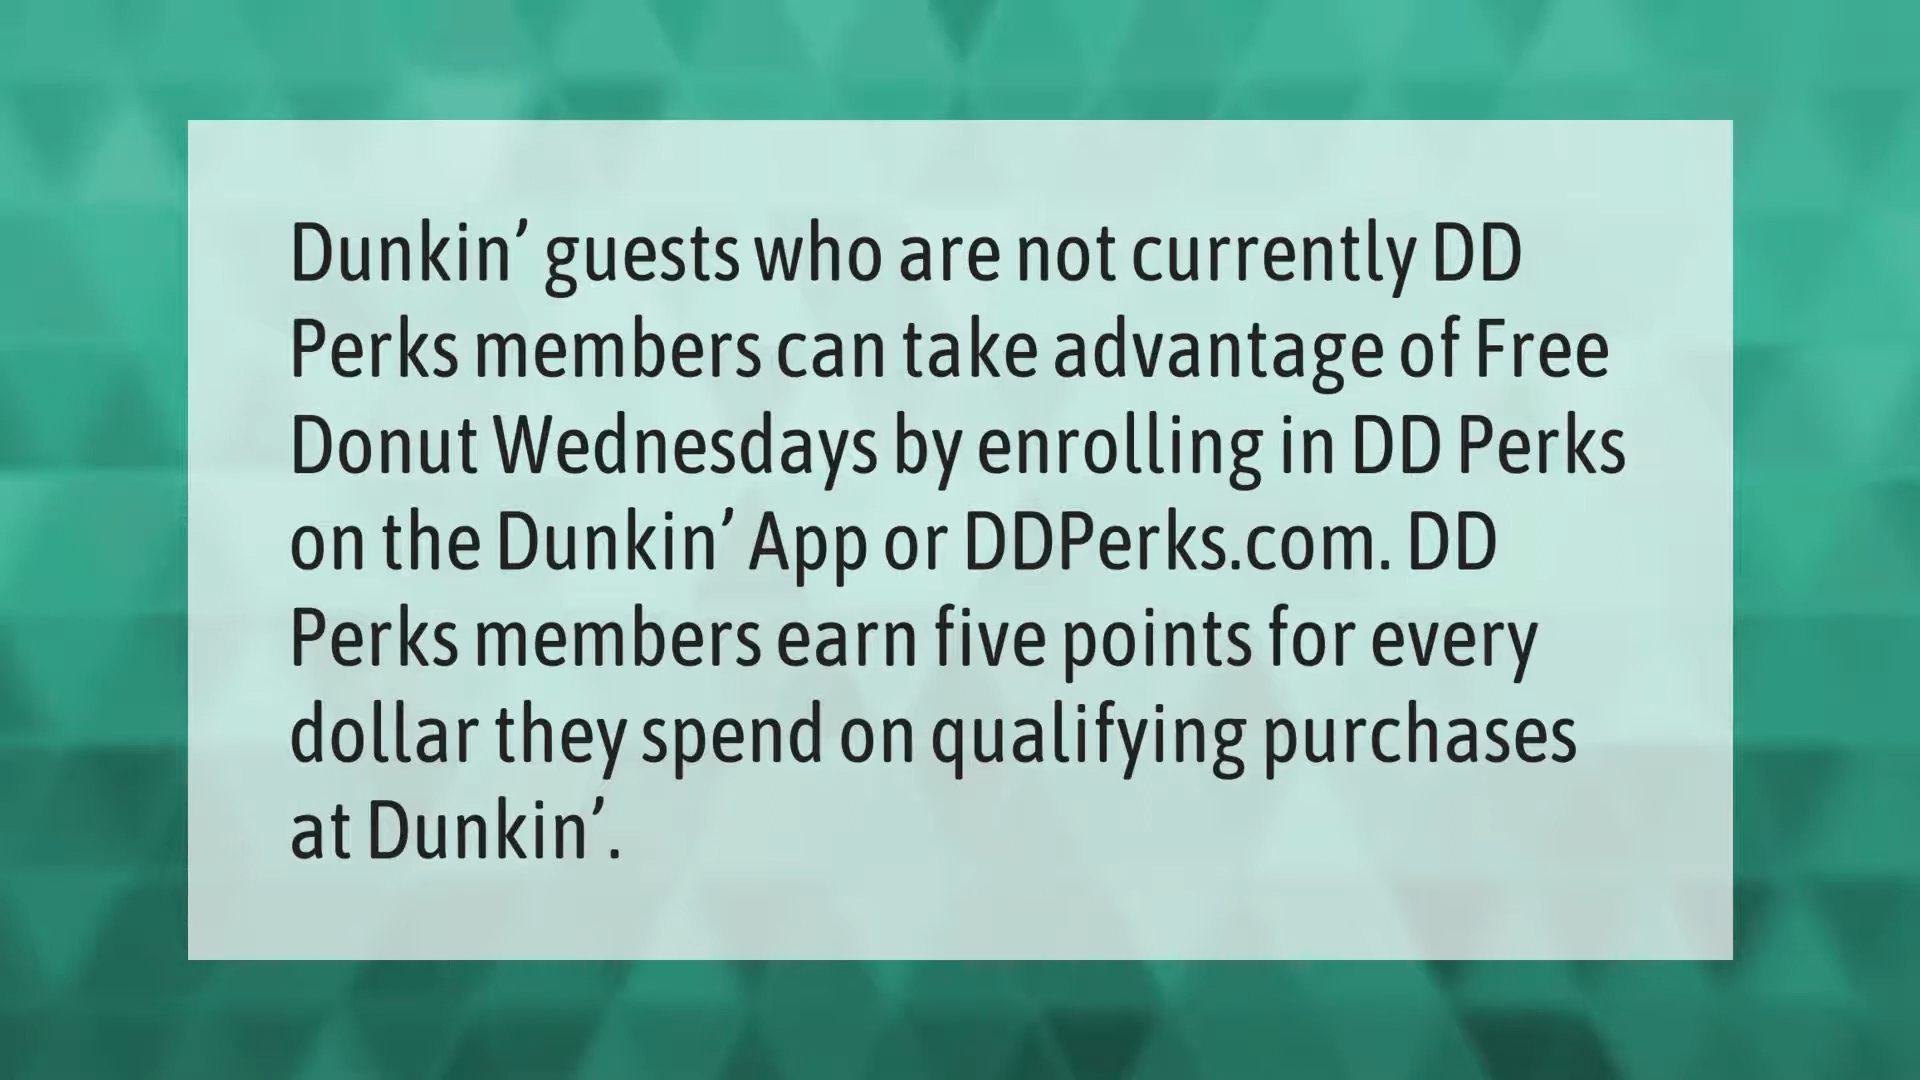 Dunkin’ guests who are not currently DD
Perks members can take advantage of Free
Donut Wednesdays by enrolling in DD Perks
on the Dunkin’ App or DDPerks.com. DD
Perks members earn five points for every
dollar they spend on qualifying purchases
at Dunkin’.